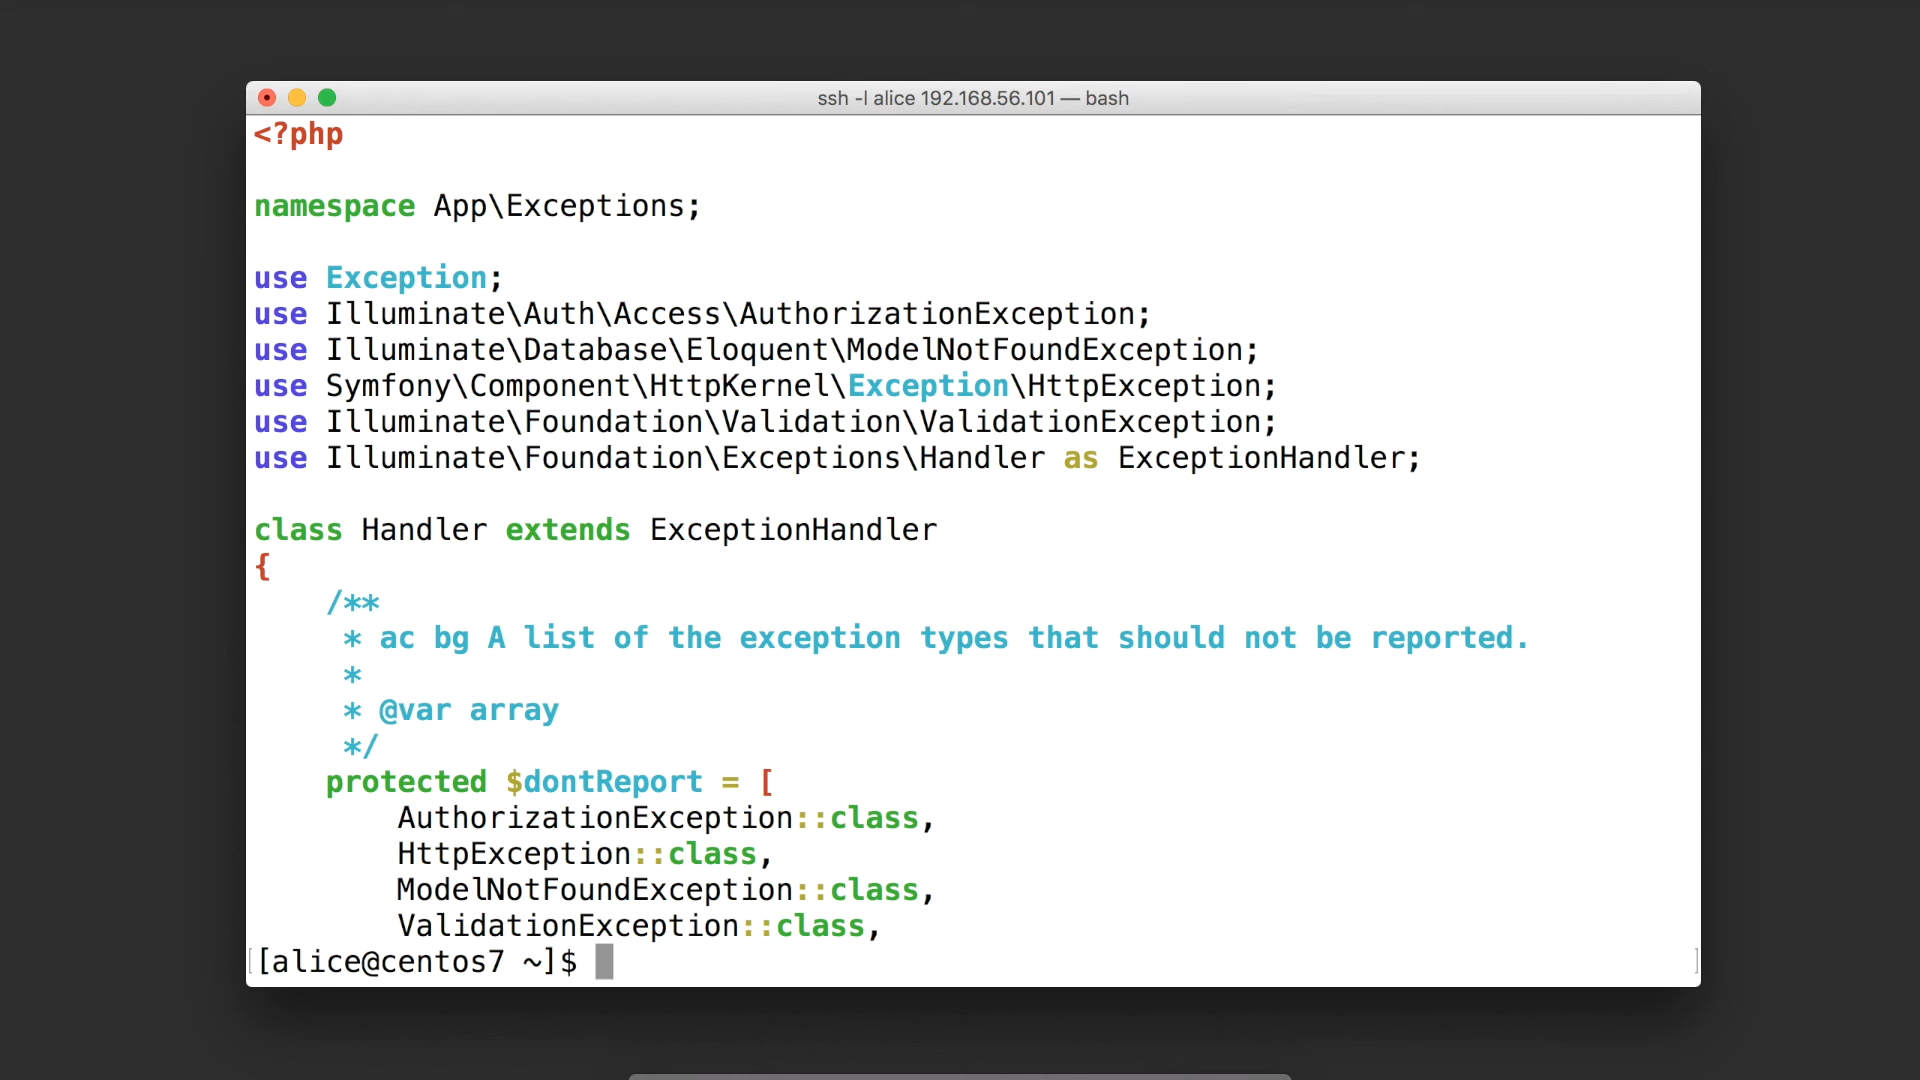 ssh -l alice 192.168.56.101 — bash
<?php
namespace App\Exceptions;
use Exception;
use Illuminate\Auth\Access\AuthorizationException;
use Illuminate\Database\Eloquent\ModelNotFoundException;
use Symfony\Component\HttpKernel\Exception\HttpException;
use Illuminate\Foundation\Validation\ValidationException;
use Illuminate\Foundation\Exceptions\Handler as ExceptionHandler;
class Handler extends ExceptionHandler
{
/**
* ac bg A list of the exception types that should not be reported.
*
* @var array
*/
protected $dontReport = [
AuthorizationException::class,
HttpException::class,
ModelNotFoundException::class,
ValidationException::class,
[alice@centos7 ~]$